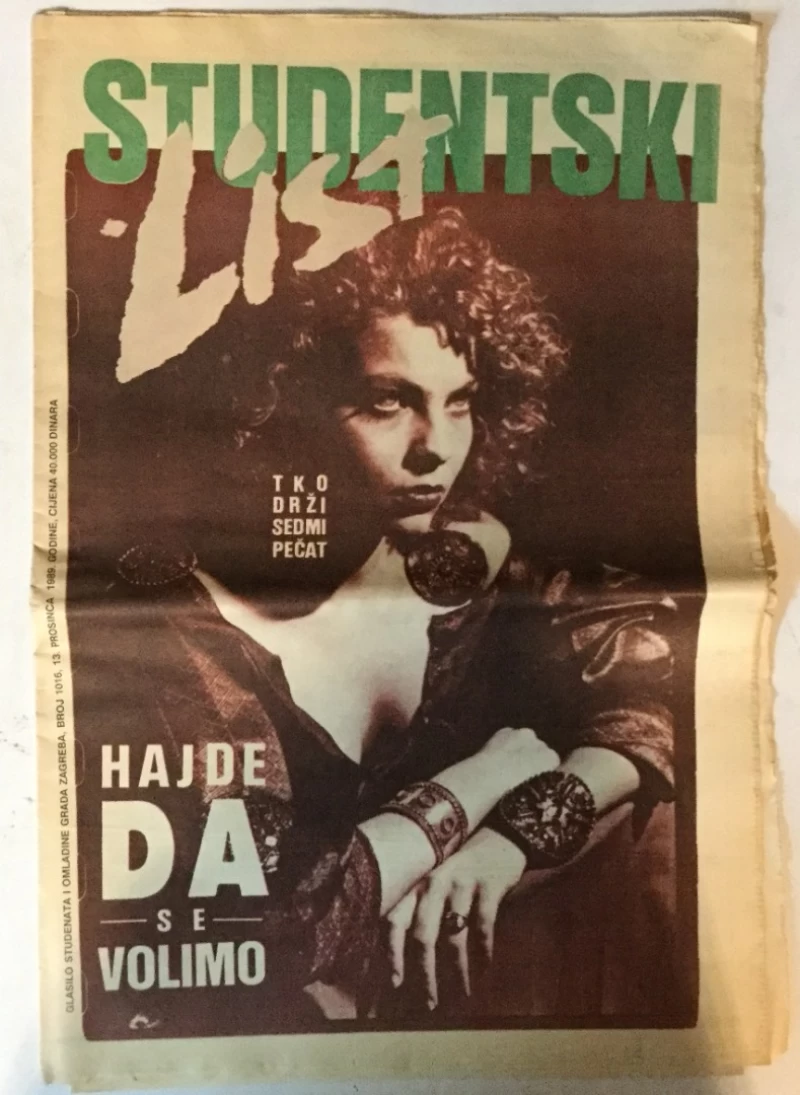 STUDENTSKI
List
TKO
DRŽI
SEDMI
PEČAT
HAJDE
DA
SE
VOLIMO
GLASILO STUDENATA I OMLADINE GRADA ZAGREBA, BROJ 1016, 13. PROSINCA 1989. GODINE, CIJENA 40.000 DINARA